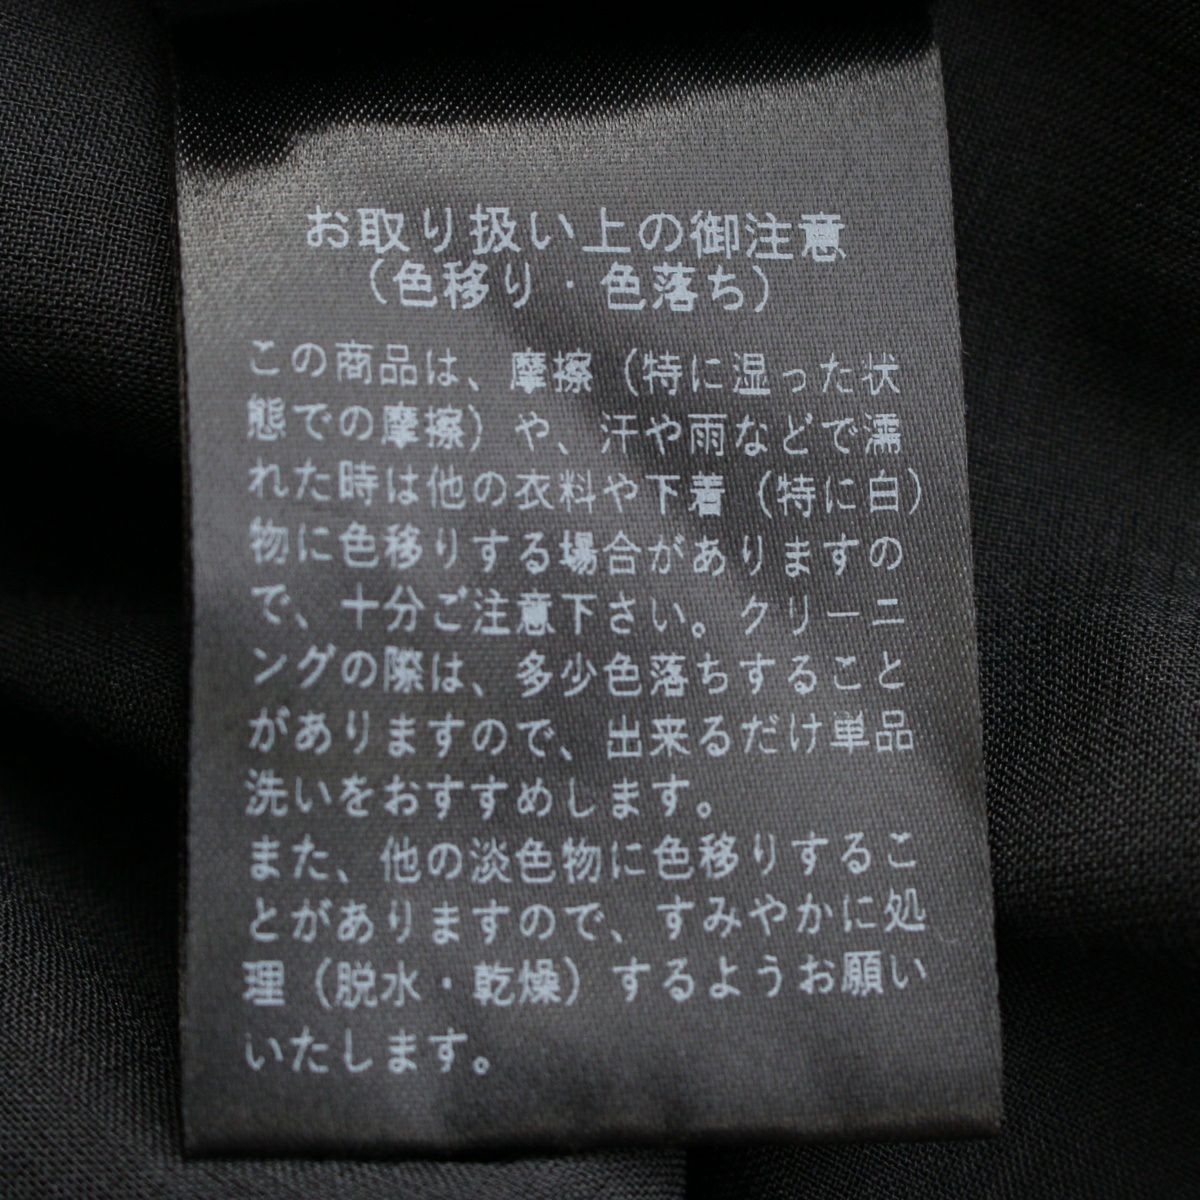 お取り扱い上の御注意
（色移り・色落ち）
この商品は、摩擦（特に湿った状
態での摩擦）や、汗や雨などで濡
れた時は他の衣料や下着（特に白）
物に色移りする場合がありますの
で、十分ご注意下さい。クリーニ
ングの際は、多少色落ちすること
がありますので、出来るだけ単品
洗いをおすすめします。
また、他の淡色物に色移りするこ
とがありますので、すみやかに処
理（脱水・乾燥）するようお願い
いたします。